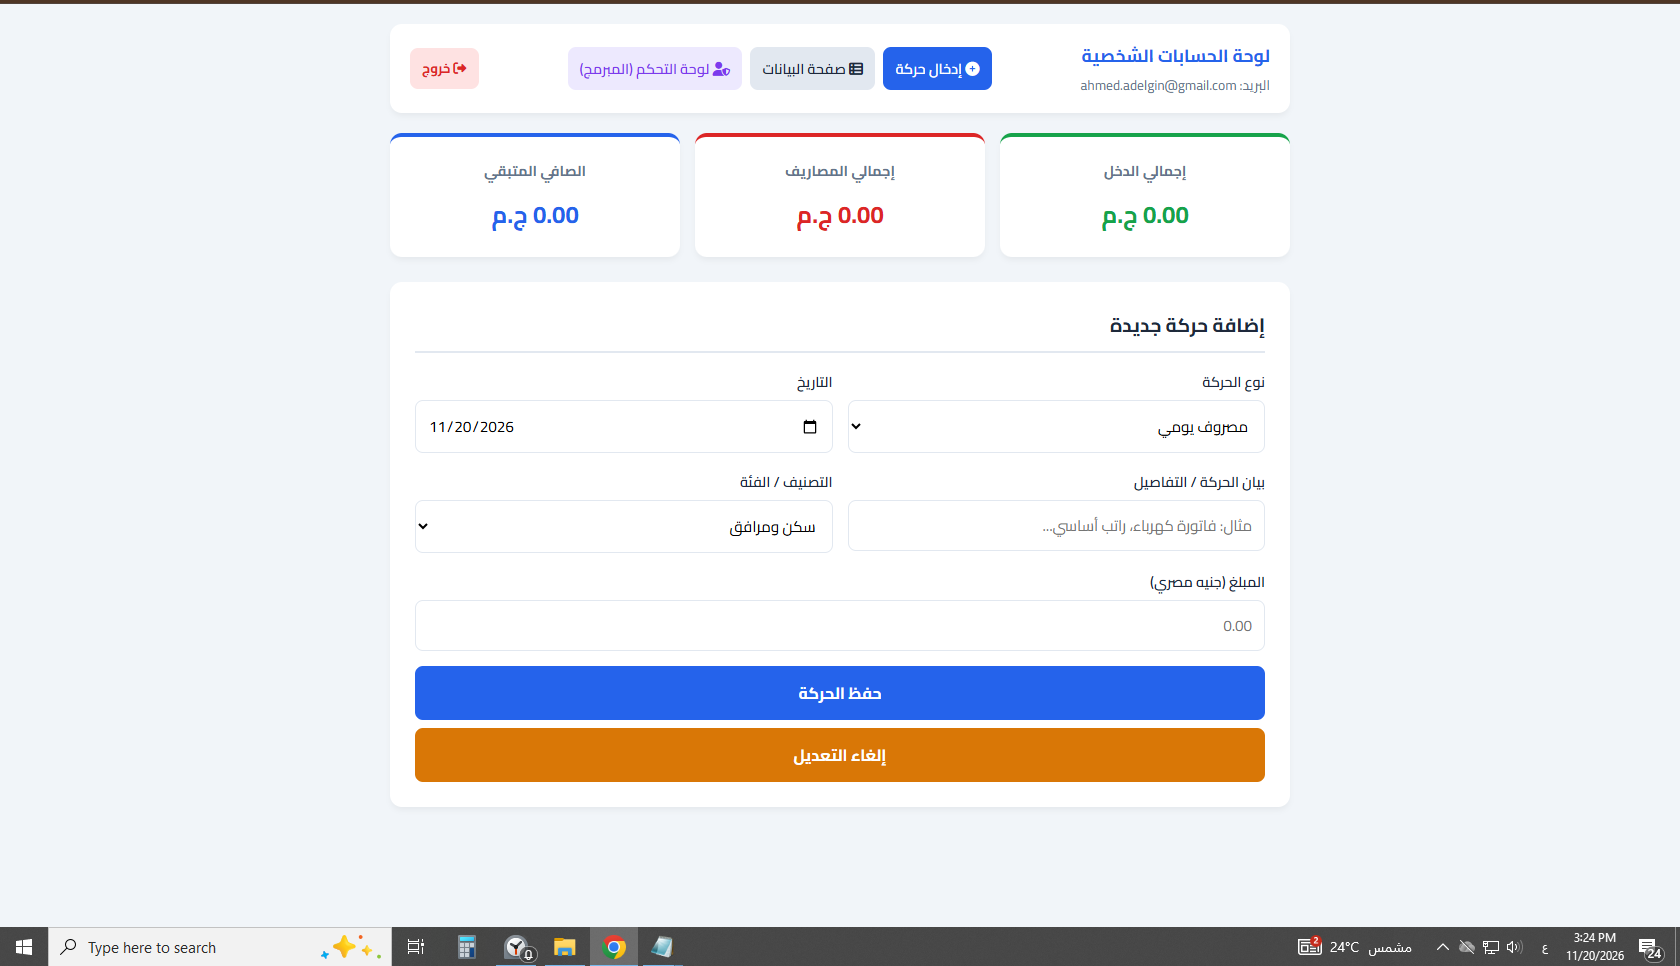 لوحة الحسابات الشخصية
البريد: ahmed.adelgin@gmail.com
إدخال حركة
صفحة البيانات
لوحة التحكم (المبرمج)
خروج
إجمالي الدخل
0.00 ج.م
إجمالي المصاريف
0.00 ج.م
الصافي المتبقي
0.00 ج.م
إضافة حركة جديدة
نوع الحركة
مصروف يومي
التاريخ
11/20/2026
بيان الحركة / التفاصيل
مثال: فاتورة كهرباء، راتب أساسي...
التصنيف / الفئة
سكن ومرافق
المبلغ (جنيه مصري)
0.00
حفظ الحركة
إلغاء التعديل
Type here to search
0
2
24°C مشمس
ع
3:24 PM
11/20/2026
24